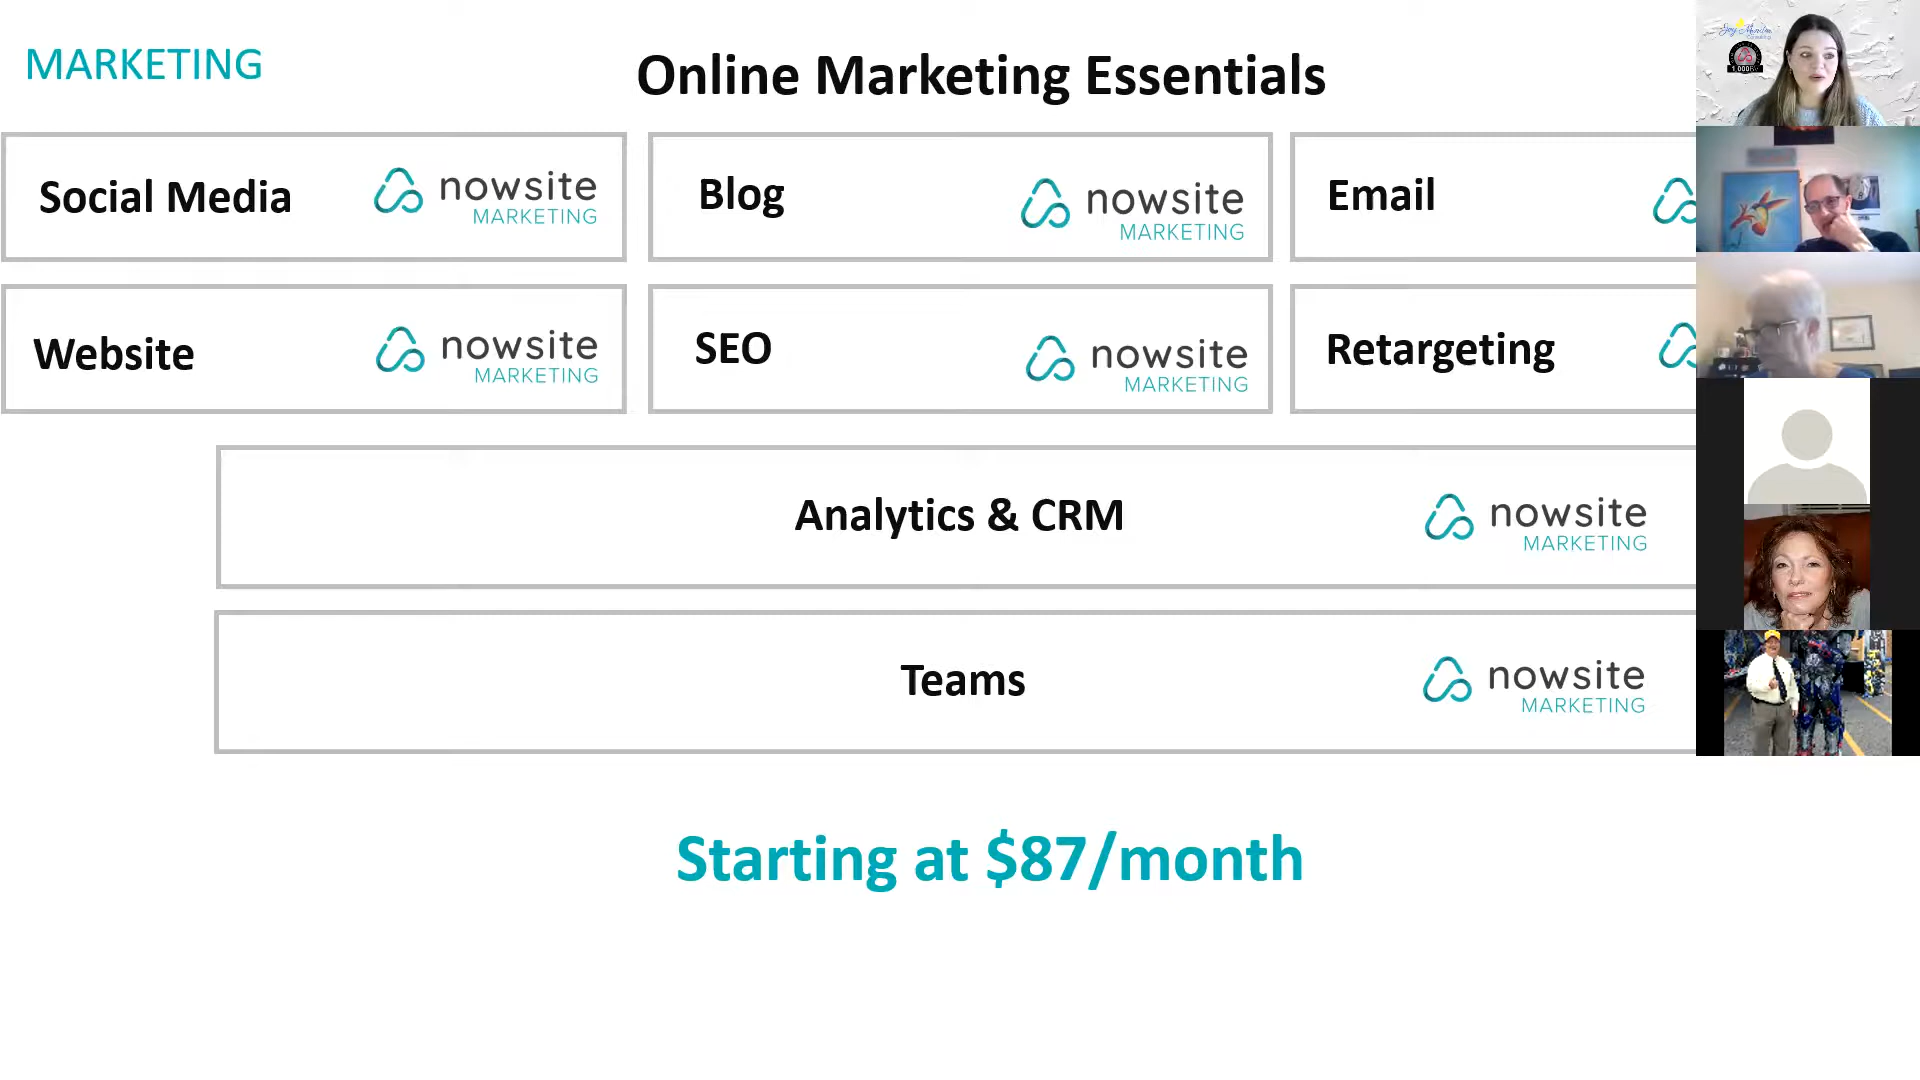 MARKETING
Online Marketing Essentials
Social Media
nowsite
MARKETING
Blog
nowsite
MARKETING
Email
Website
nowsite
MARKETING
SEO
nowsite
MARKETING
Retargeting
Analytics & CRM
nowsite
MARKETING
Teams
nowsite
MARKETING
Starting at $87/month